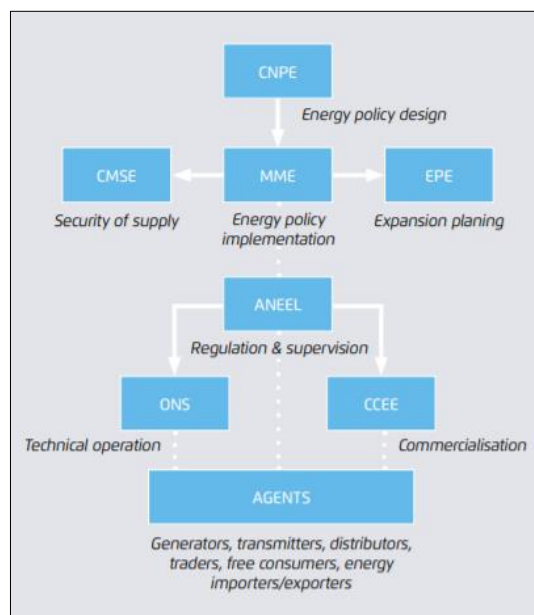 CNPE
Energy policy design
CMSE
MME
EPE
Security of supply
Energy policy
implementation
Expansion planing
ANEEL
Regulation & supervision
ONS
CCEE
Technical operation
Commercialisation
AGENTS
Generators, transmitters, distributors,
traders, free consumers, energy
importers/exporters